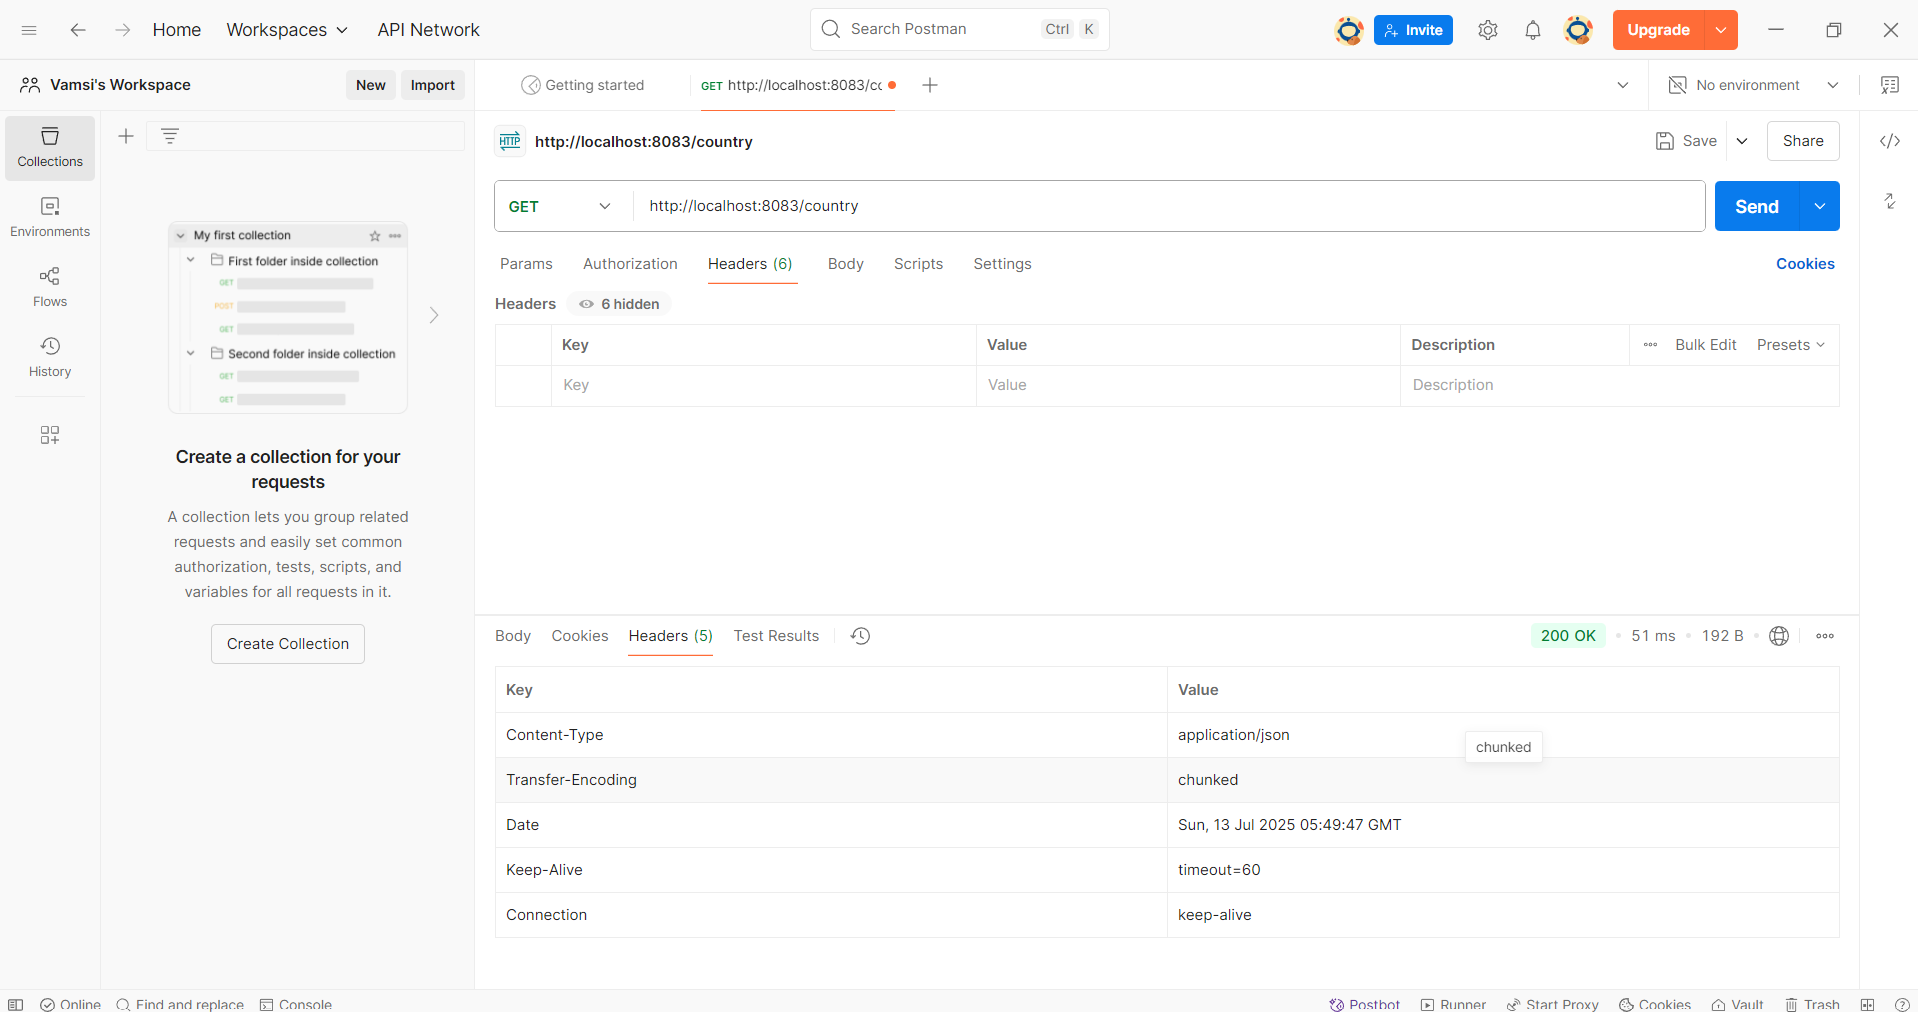 Home Workspaces API Network Search Postman Ctrl K Invite Upgrade
Vamsi's Workspace New Import Getting started GET http://localhost:8083/cc No environment
Collections
Environments
Flows
History
My first collection
First folder inside collection
GET
POST
GET
Second folder inside collection
GET
GET
Create a collection for your
requests
A collection lets you group related
requests and easily set common
authorization, tests, scripts, and
variables for all requests in it.
Create Collection
HTTP http://localhost:8083/country Save Share
GET http://localhost:8083/country Send
Params Authorization Headers (6) Body Scripts Settings Cookies
Headers 6 hidden
Key Value Description Bulk Edit Presets
Key Value Description
Body Cookies Headers (5) Test Results 200 OK 51 ms 192 B
Key Value
Content-Type application/json
chunked
Transfer-Encoding chunked
Date Sun, 13 Jul 2025 05:49:47 GMT
Keep-Alive timeout=60
Connection keep-alive
Online Find and replace Console Postbot Runner Start Proxy Cookies Vault Trash